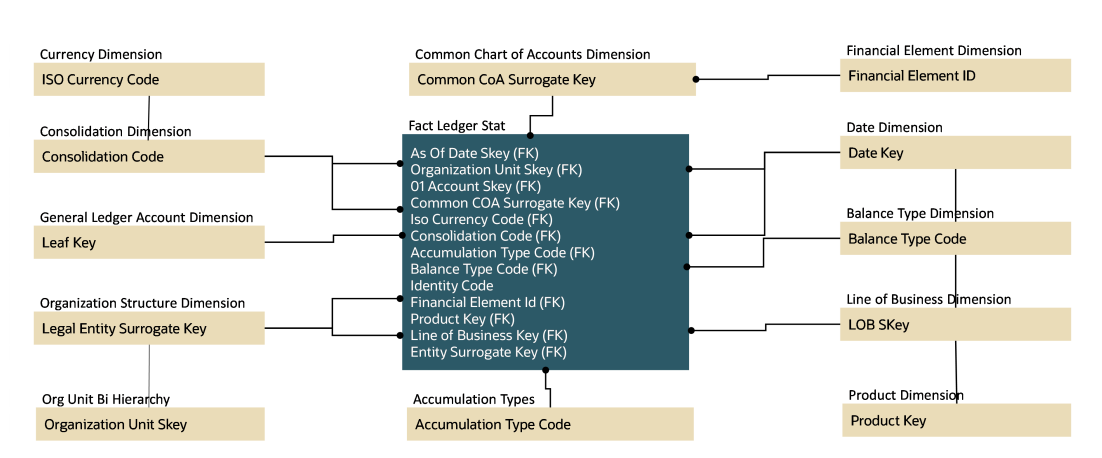 Currency Dimension
ISO Currency Code
Consolidation Dimension
Consolidation Code
General Ledger Account Dimension
Leaf Key
Organization Structure Dimension
Legal Entity Surrogate Key
Org Unit Bi Hierarchy
Organization Unit Skey
Common Chart of Accounts Dimension
Common CoA Surrogate Key
Fact Ledger Stat
As Of Date Skey (FK)
Organization Unit Skey (FK)
01 Account Skey (FK)
Common COA Surrogate Key (FK)
Iso Currency Code (FK)
Consolidation Code (FK)
Accumulation Type Code (FK)
Balance Type Code (FK)
Identity Code
Financial Element Id (FK)
Product Key (FK)
Line of Business Key (FK)
Entity Surrogate Key (FK)
Accumulation Types
Accumulation Type Code
Financial Element Dimension
Financial Element ID
Date Dimension
Date Key
Balance Type Dimension
Balance Type Code
Line of Business Dimension
LOB SKey
Product Dimension
Product Key